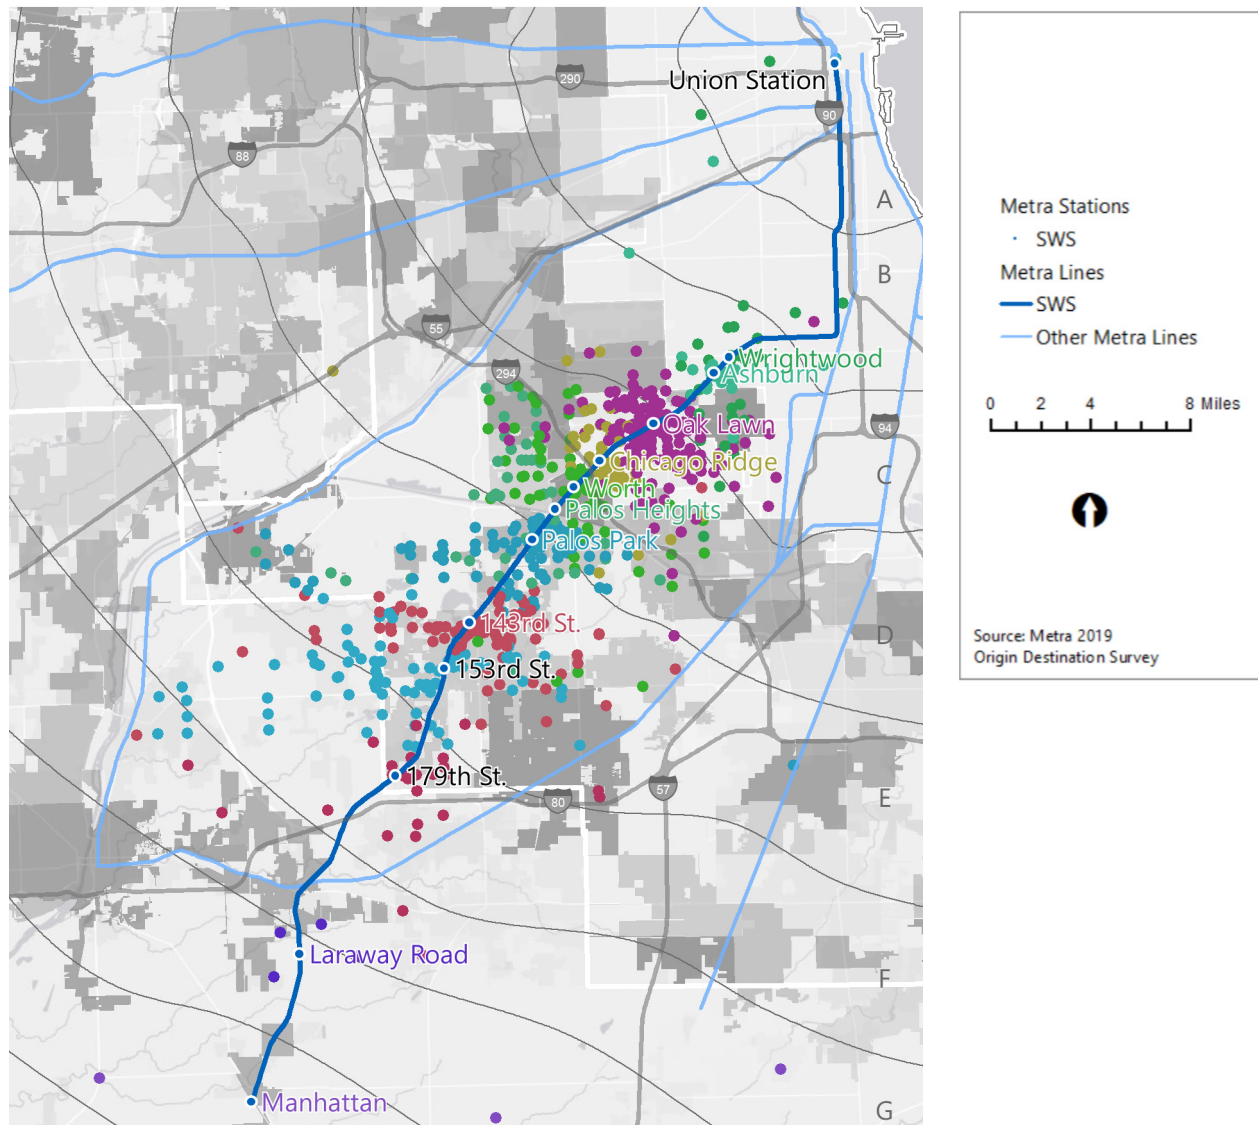 Union Station
290
90
88
A
B
55
294
Wrightwood
Ashburn
Oak Lawn
94
Chicago Ridge
C
Worth
Palos Heights
Palos Park
143rd St.
D
153rd St.
179th St.
57
80
E
Laraway Road
F
Manhattan
G
Metra Stations
SWS
Metra Lines
SWS
Other Metra Lines
0 2 4 8 Miles
Source: Metra 2019
Origin Destination Survey